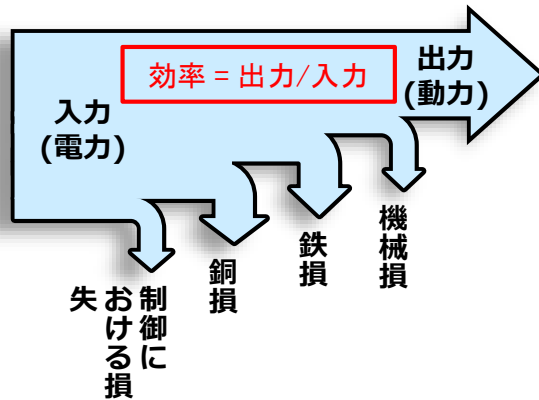 効率 = 出力/入力
出力
(動力)
入力
(電力)
制御に
おける損
失
銅損
鉄損
機械損